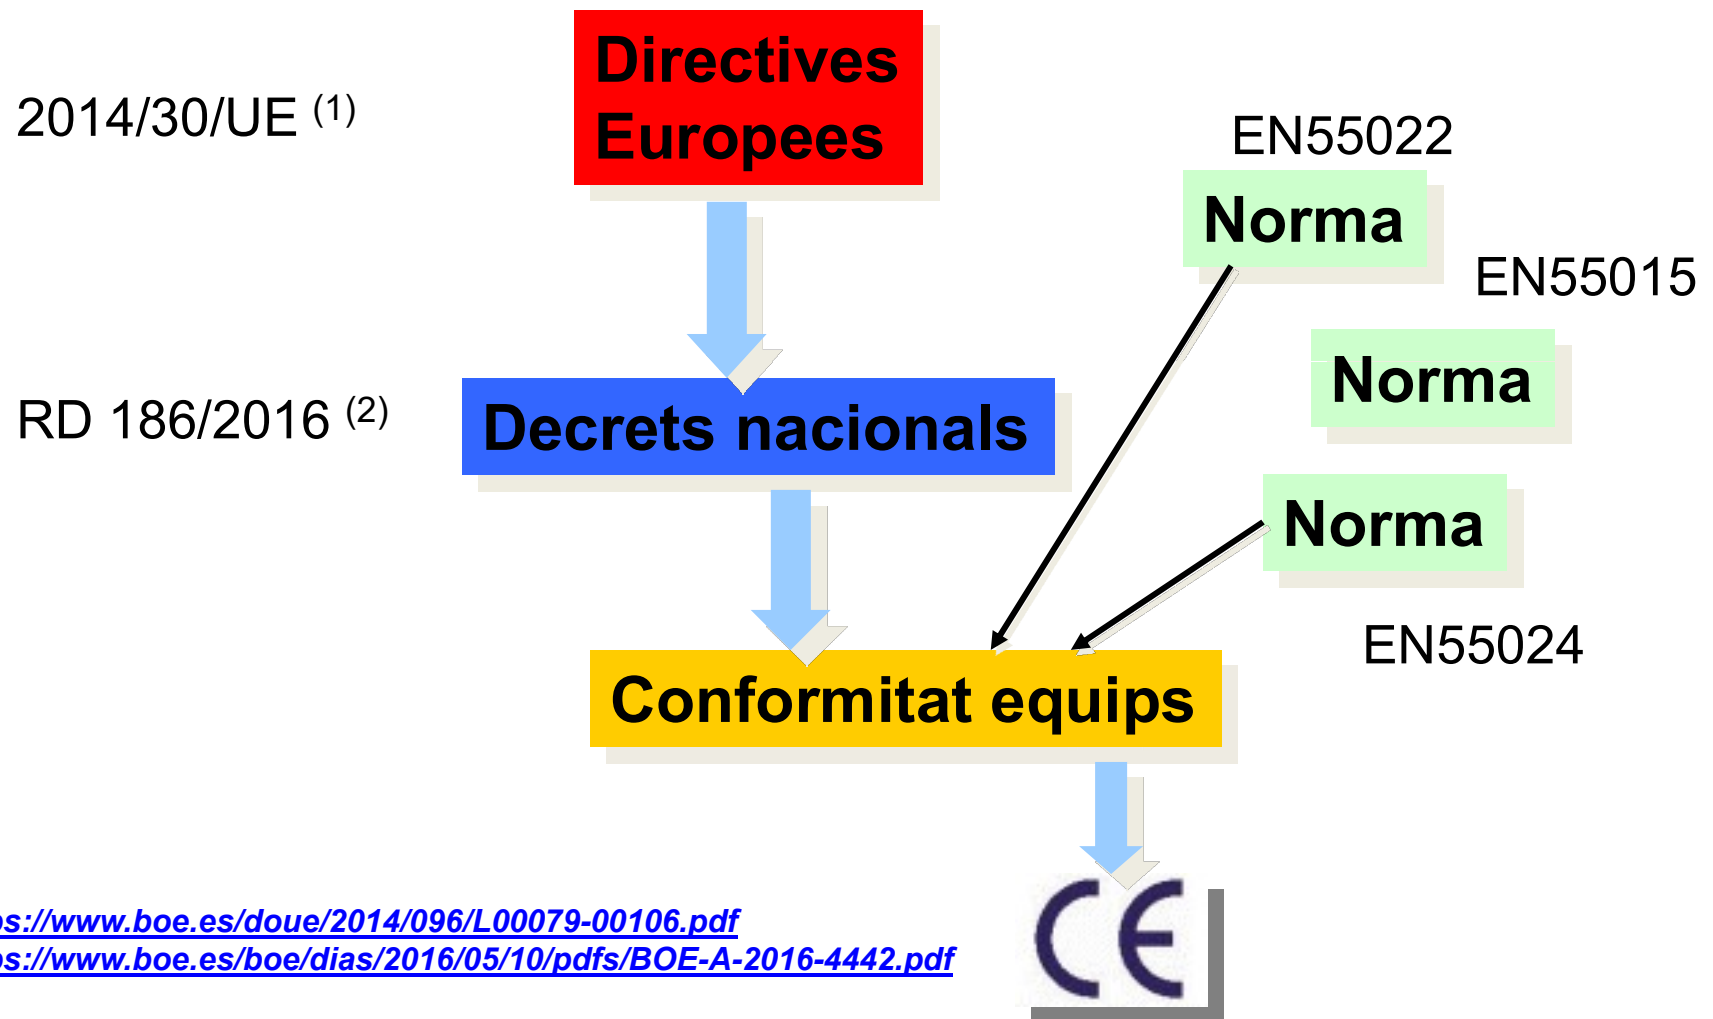 Directives
Europees
2014/30/UE (1)
EN55022
Norma
EN55015
Norma
RD 186/2016 (2)
Decrets nacionals
Norma
EN55024
Conformitat equips
ps://www.boe.es/doue/2014/096/L00079-00106.pdf
ps://www.boe.es/boe/dias/2016/05/10/pdfs/BOE-A-2016-4442.pdf
CE